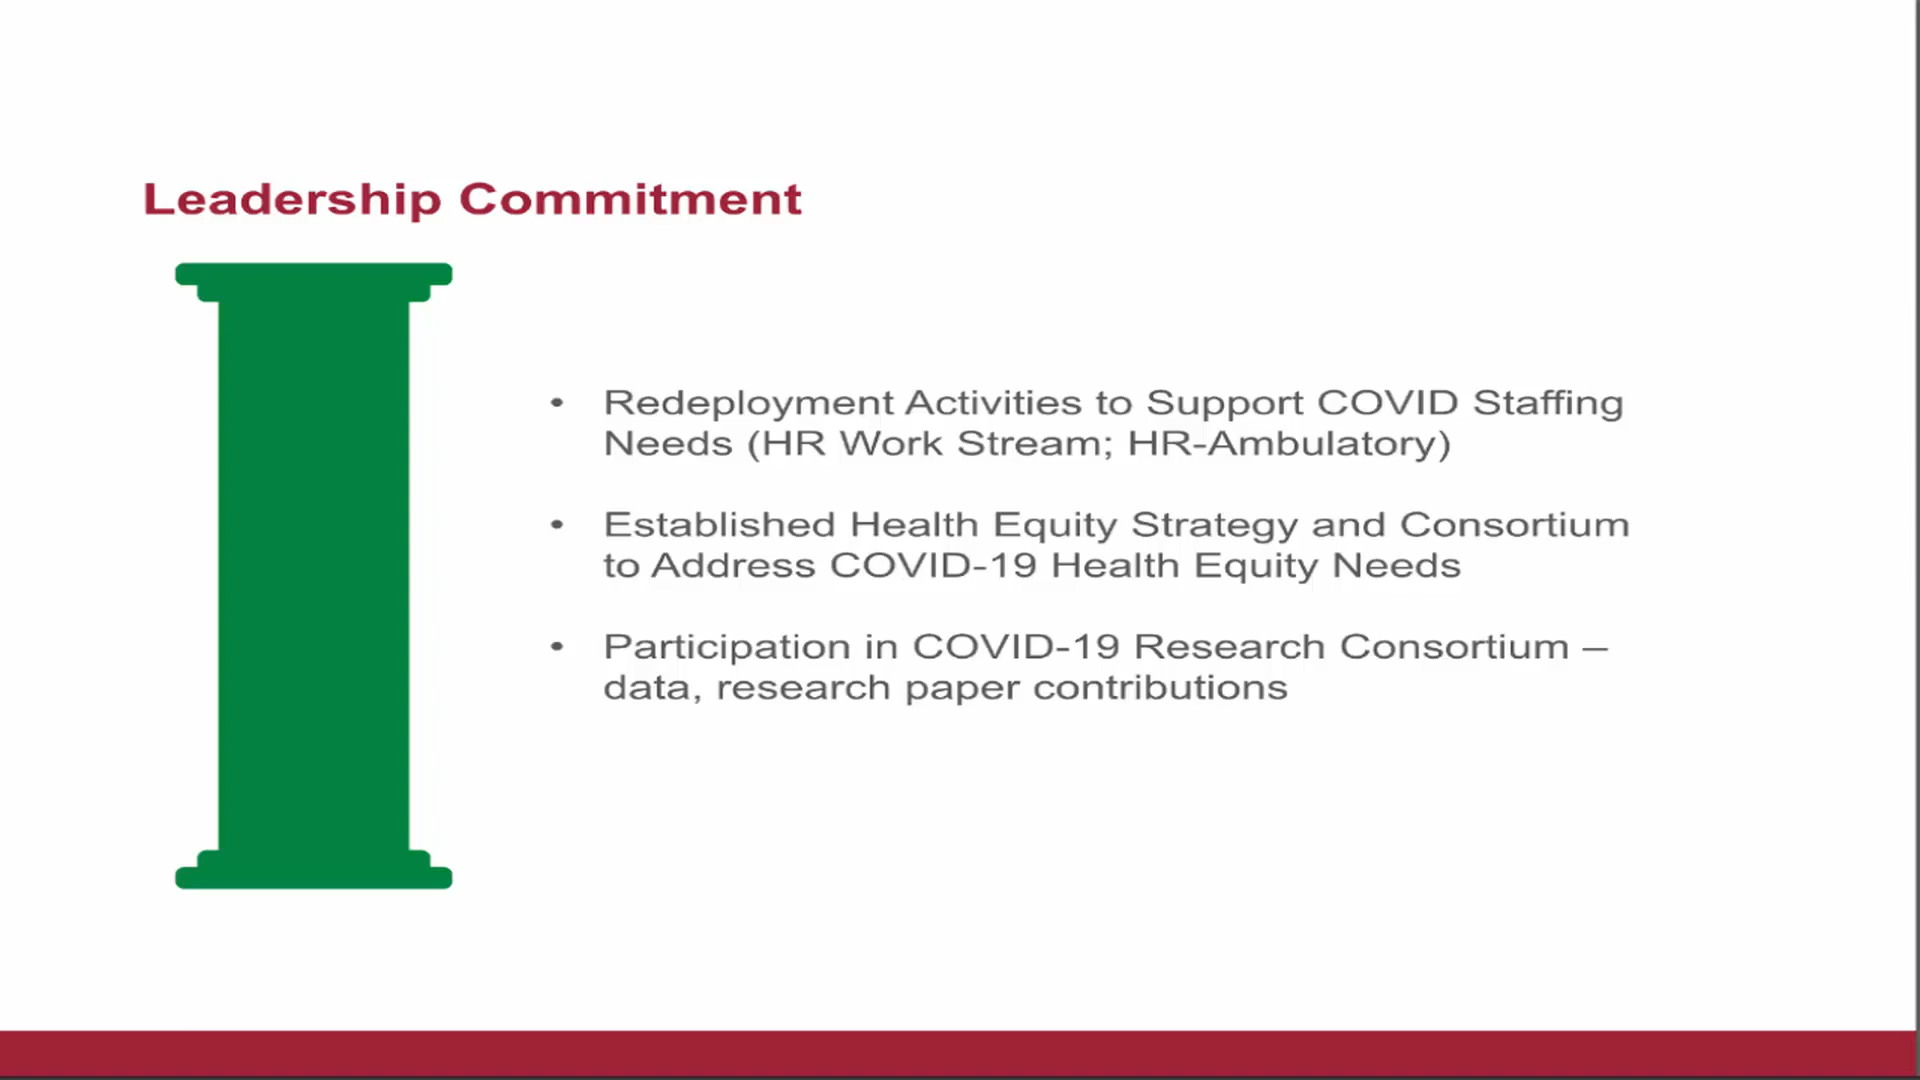 Leadership Commitment
• Redeployment Activities to Support COVID Staffing
Needs (HR Work Stream; HR-Ambulatory)
• Established Health Equity Strategy and Consortium
to Address COVID-19 Health Equity Needs
• Participation in COVID-19 Research Consortium –
data, research paper contributions